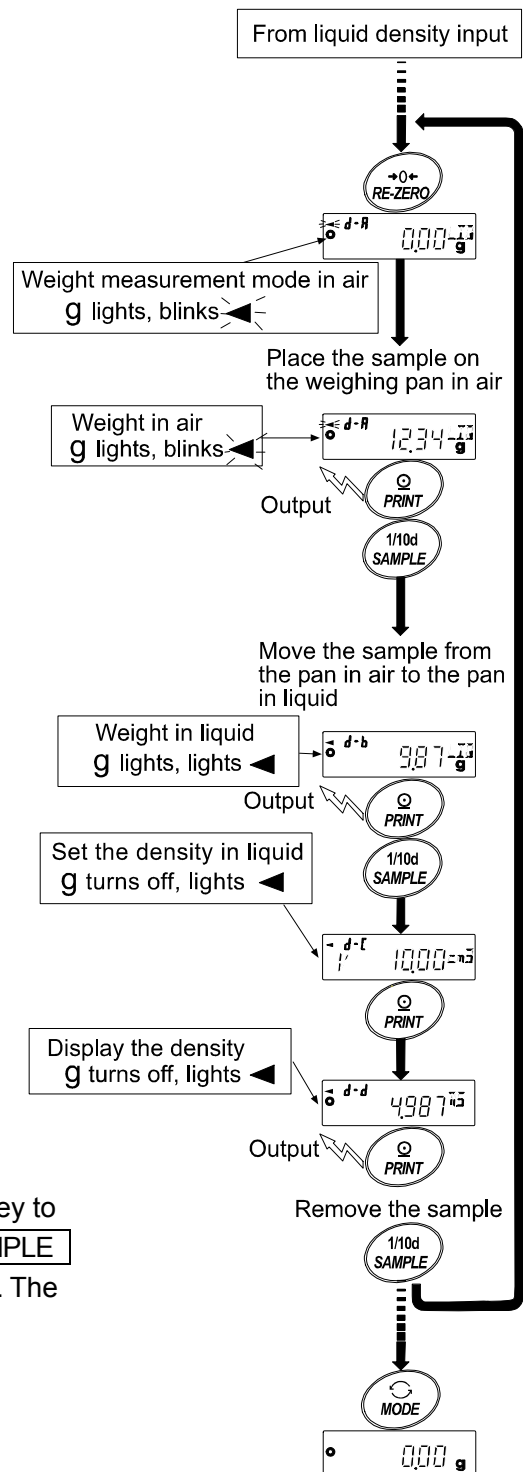 From liquid density input
→0←
RE-ZERO
d-A
0.00
g
Weight measurement mode in air
g lights, blinks
Place the sample on
the weighing pan in air
Weight in air
g lights, blinks
d-A
12.34
g
Output
PRINT
1/10d
SAMPLE
Move the sample from
the pan in air to the pan
in liquid
Weight in liquid
g lights, lights
d-b
9.87
g
Output
PRINT
1/10d
SAMPLE
Set the density in liquid
g turns off, lights
d-C
10.00
PRINT
Display the density
g turns off, lights
d-d
4.987
Output
PRINT
ey to
MPLE
. The
Remove the sample
1/10d
SAMPLE
MODE
0.00 g